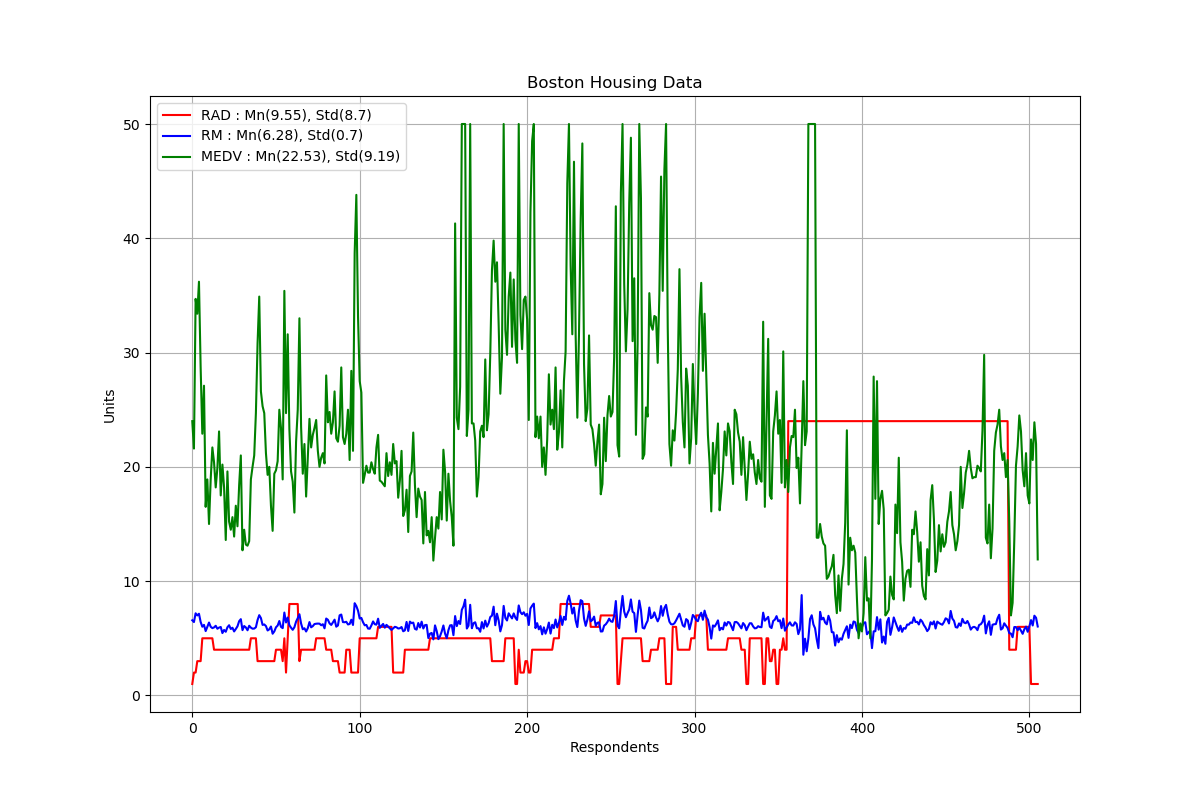 Boston Housing Data
RAD : Mn(9.55), Std(8.7)
RM : Mn(6.28), Std(0.7)
MEDV : Mn(22.53), Std(9.19)
Units
50
40
30
20
10
0
0 100 200 300 400 500
Respondents